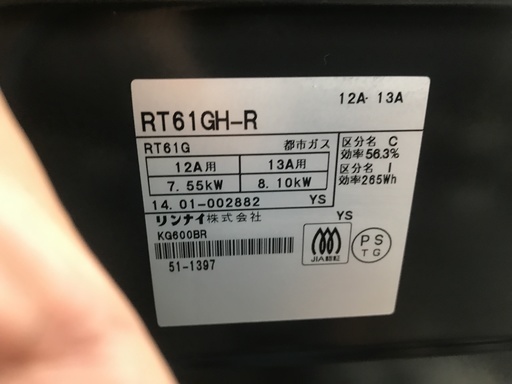 12A・13A
RT61GH-R
RT61G 都市ガス
12A用 13A用
7.55kW 8.10kW
区分名 C
効率56.3%
区分名 I
効率265Wh
14.01-002882 YS
リンナイ株式会社
YS
KG600BR
51-1397
JIA認証
PS
TG